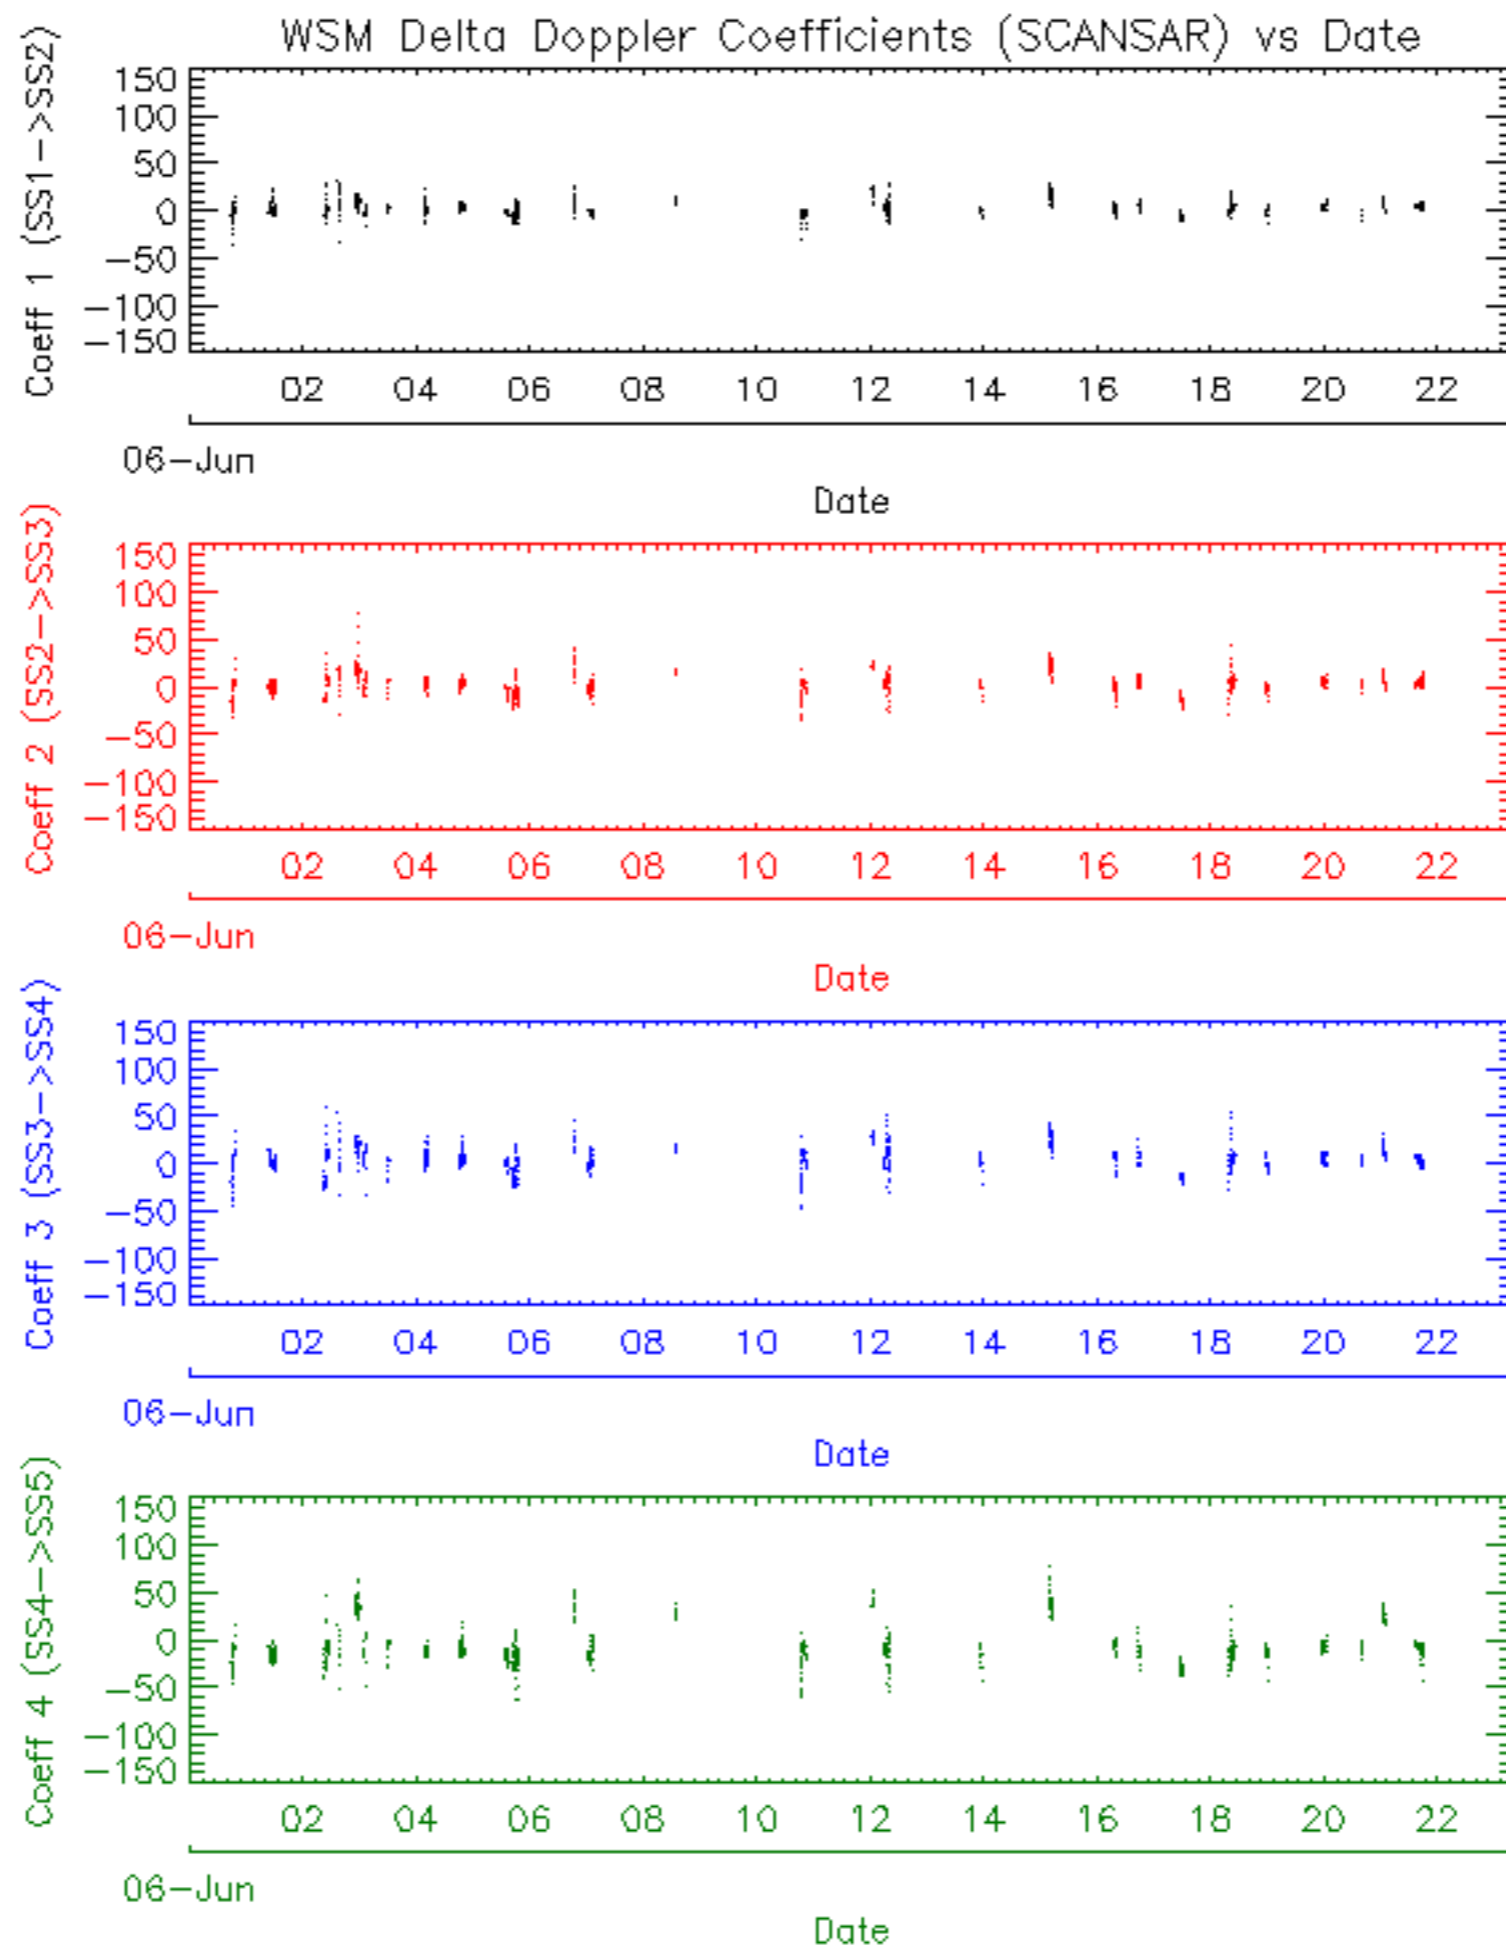 WSM Delta Doppler Coefficients (SCANSAR) vs Date
Coeff 1 (SS1->SS2)
150
100
50
0
-50
-100
-150
02 04 06 08 10 12 14 16 18 20 22
06-Jun
Date
Coeff 2 (SS2->SS3)
150
100
50
0
-50
-100
-150
02 04 06 08 10 12 14 16 18 20 22
06-Jun
Date
Coeff 3 (SS3->SS4)
150
100
50
0
-50
-100
-150
02 04 06 08 10 12 14 16 18 20 22
06-Jun
Date
Coeff 4 (SS4->SS5)
150
100
50
0
-50
-100
-150
02 04 06 08 10 12 14 16 18 20 22
06-Jun
Date